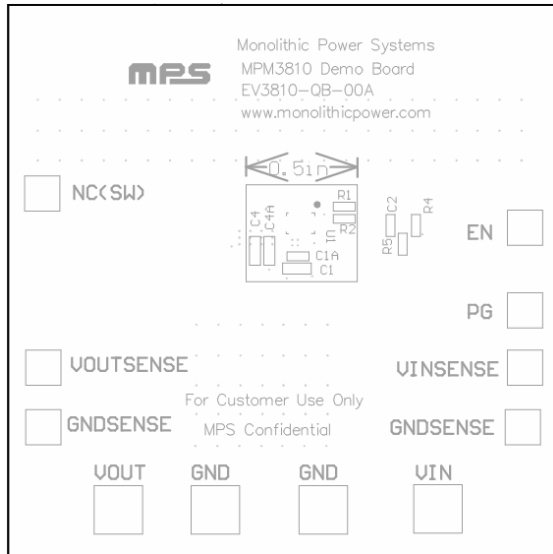 mps
Monolithic Power Systems
MPM3810 Demo Board
EV3810-QB-00A
www.monolithicpower.com
0.5in
NC(SW)
R1
R2
C4
C4A
U1
C1A
C1
C2
R4
R5
EN
PG
VOUTSENSE
VINSENSE
For Customer Use Only
GNDSENSE
MPS Confidential
GNDSENSE
VOUT
GND
GND
VIN